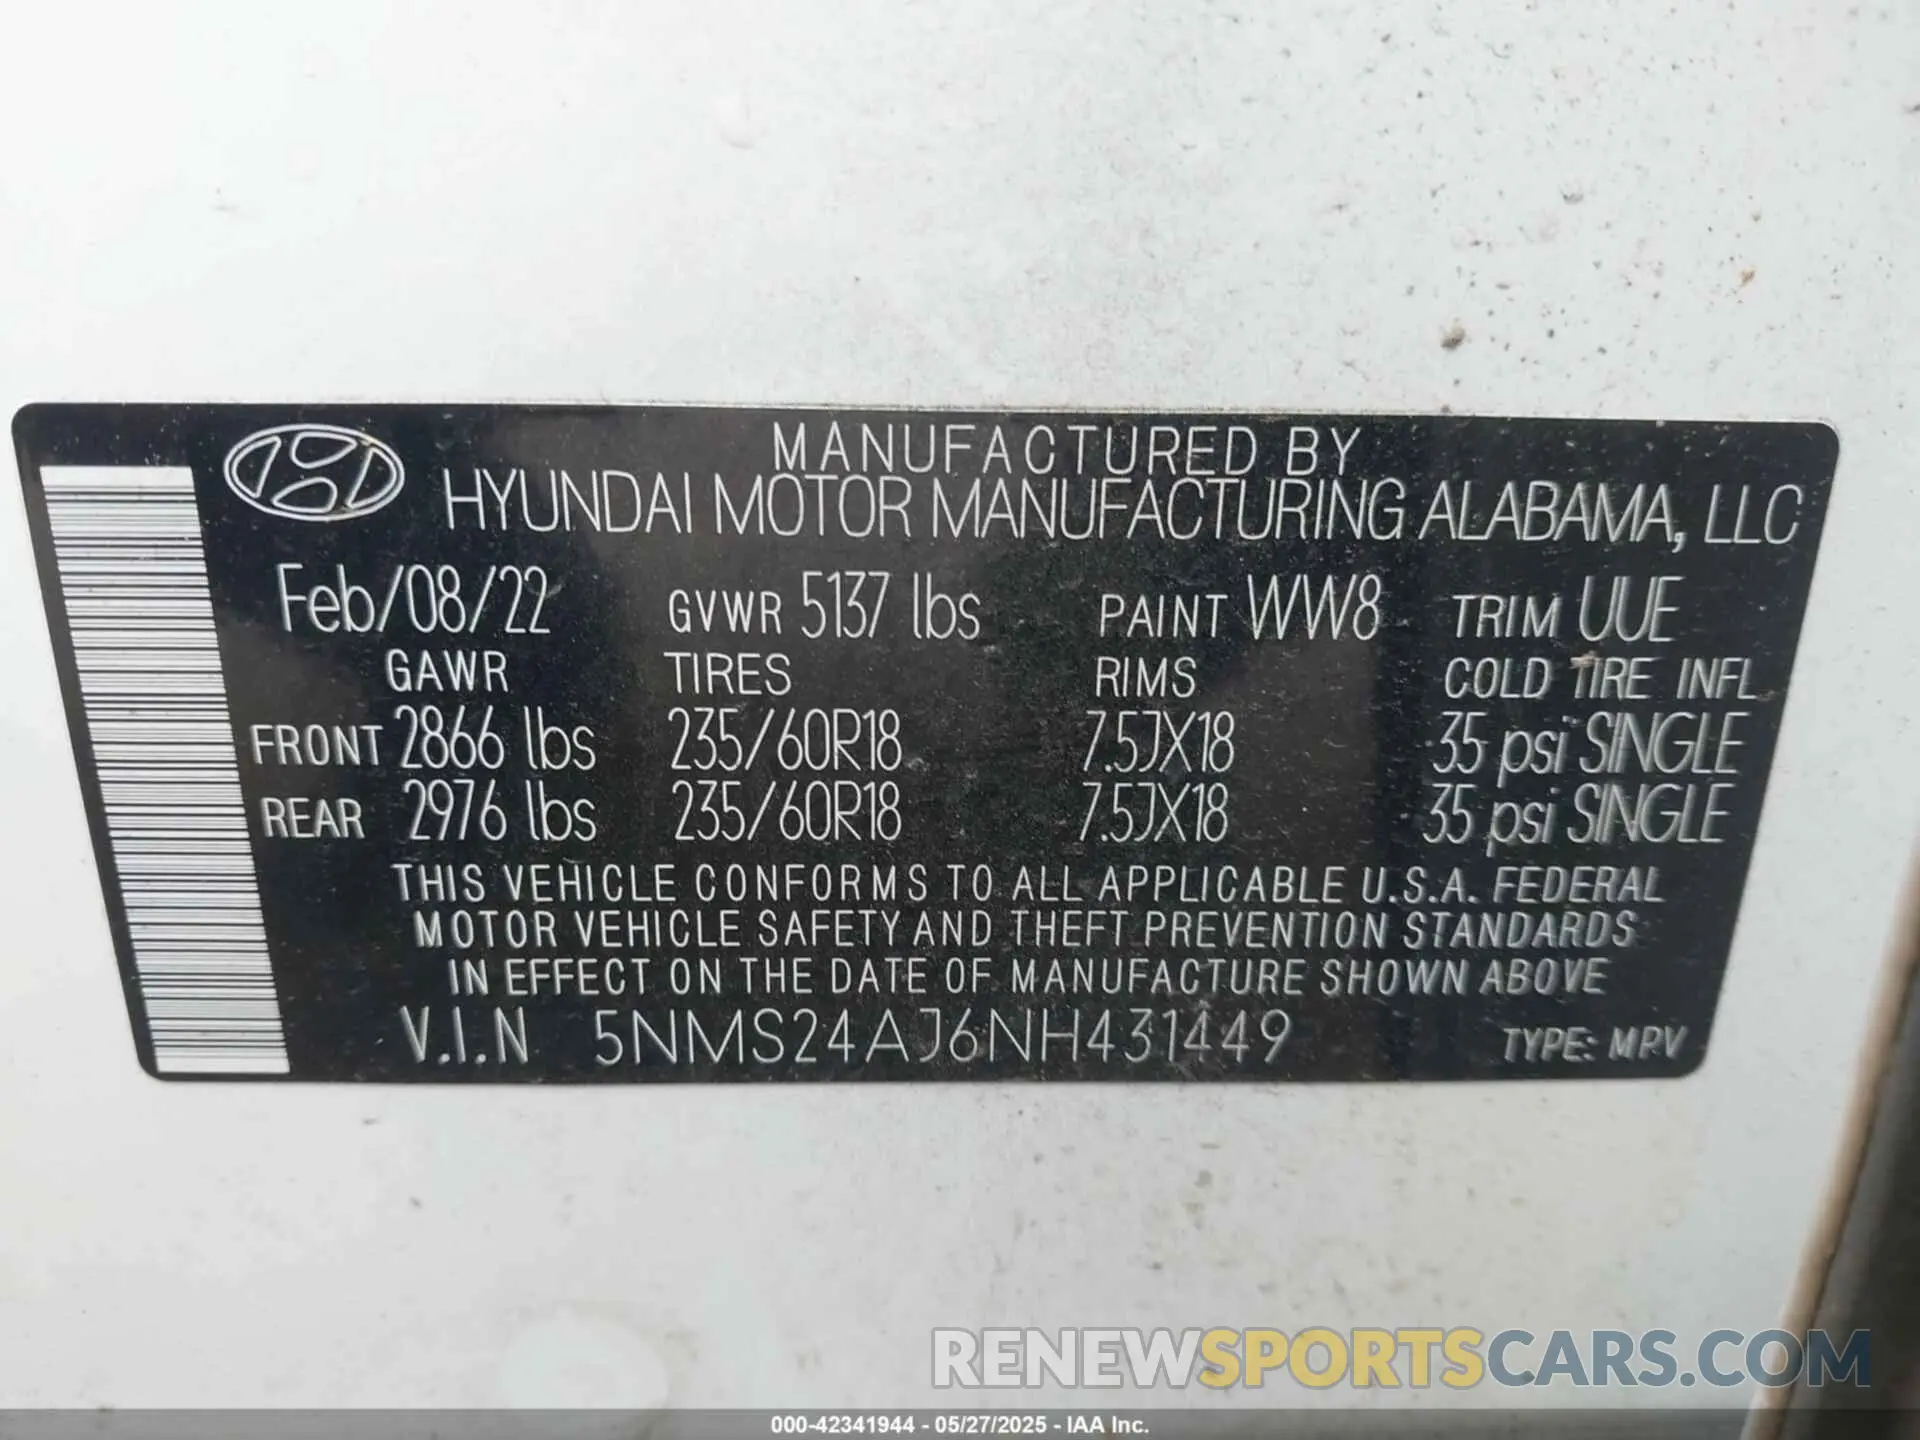 MANUFACTURED BY
HYUNDAI MOTOR MANUFACTURING ALABAMA, LLC
Feb/08/22 GVWR 5137 lbs PAINT WW8 TRIM UUE
GAWR TIRES RIMS COLD TIRE INFL
FRONT 2866 lbs 235/60R18 7.5JX18 35 psi SINGLE
REAR 2976 lbs 235/60R18 7.5JX18 35 psi SINGLE
THIS VEHICLE CONFORMS TO ALL APPLICABLE U.S.A. FEDERAL
MOTOR VEHICLE SAFETY AND THEFT PREVENTION STANDARDS
IN EFFECT ON THE DATE OF MANUFACTURE SHOWN ABOVE
V.I.N 5NMS24AJ6NH431449 TYPE: MPV
RENEWSPORTSCARS.COM
000-42341944 - 05/27/2025 - IAA Inc.